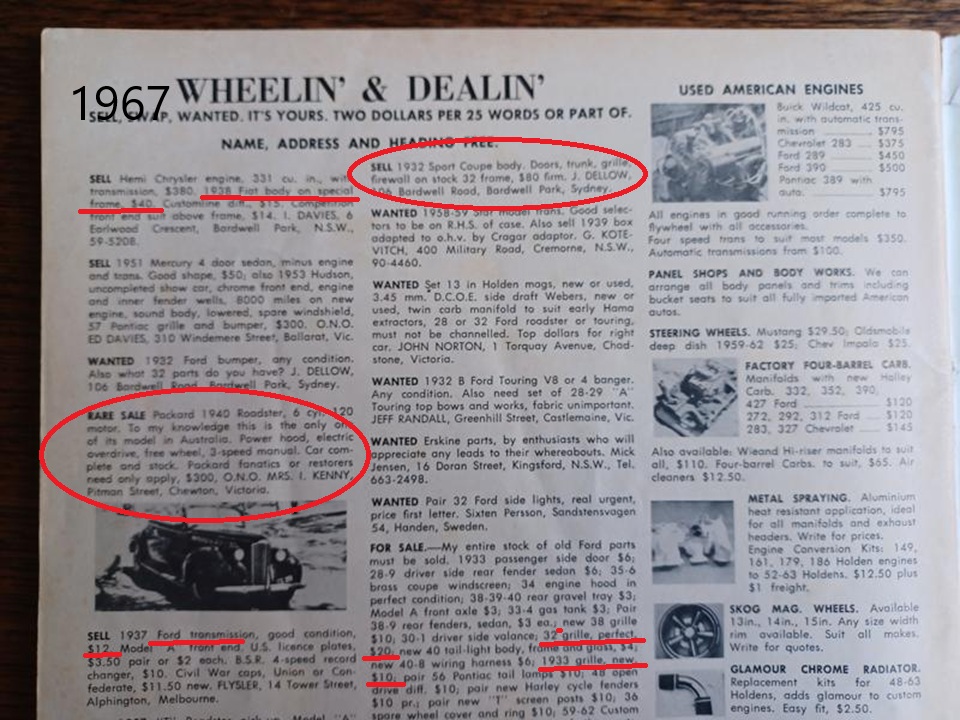 1967
WHEELIN' & DEALIN'
SELL, SWAP, WANTED. IT'S YOURS. TWO DOLLARS PER 25 WORDS OR PART OF.
NAME, ADDRESS AND HEADING FREE.
SELL Hemi Chrysler engine, 331 cu. in., with
transmission, $380. 1938 Fiat body on special
frame, $40. Customline diff., $15. Competition
front end suit above frame, $14. I. DAVIES, 6
Earlwood Crescent, Bardwell Park, N.S.W.,
59-5208.
SELL 1951 Mercury 4 door sedan, minus engine
and trans. Good shape, $50; also 1953 Hudson,
uncompleted show car, chrome front end, engine
and inner fender wells, 8000 miles on new
engine, sound body, lowered, spare windshield,
57 Pontiac grille and bumper, $300. O.N.O.
ED DAVIES, 310 Windemere Street, Ballarat, Vic.
WANTED 1932 Ford bumper, any condition.
Also what 32 parts do you have? J. DELLOW,
106 Bardwell Road, Bardwell Park, Sydney.
RARE SALE Packard 1940 Roadster, 6 cyl. 120
motor. To my knowledge this is the only one
of its model in Australia. Power hood, electric
overdrive, free wheel, 3-speed manual. Car com-
plete and stock. Packard fanatics or restorers
need only apply, $300, O.N.O. MRS. I. KENNY,
Pitman Street, Chewton, Victoria.
SELL 1937 Ford transmission, good condition,
$12. Model "A" front end. U.S. licence plates,
$3.50 pair or $2 each. B.S.R. 4-speed record
changer, $10. Civil War caps, Union or Con-
federate, $11.50 new. FLYSLER, 14 Tower Street,
Alphington, Melbourne.
SELL 1932 Sport Coupe body. Doors, trunk, grille,
firewall on stock 32 frame, $80 firm. J. DELLOW,
106 Bardwell Road, Bardwell Park, Sydney.
WANTED 1958-59 Star model trans. Good selec-
tors to be on R.H.S. of case. Also sell 1939 box
adapted to o.h.v. by Cragar adaptor. G. KOTE-
VITCH, 400 Military Road, Cremorne, N.S.W.,
90-4460.
WANTED Set 13 in Holden mags, new or used,
3.45 mm. D.C.O.E. side draft Webers, new or
used, twin carb manifold to suit early Hama
extractors, 28 or 32 Ford roadster or touring,
must not be channelled. Top dollars for right
car. JOHN NORTON, 1 Torquay Avenue, Chad-
stone, Victoria.
WANTED 1932 B Ford Touring V8 or 4 banger.
Any condition. Also need set of 28-29 "A"
Touring top bows and works, fabric unimportant.
JEFF RANDALL, Greenhill Street, Castlemaine, Vic.
WANTED Erskine parts, by enthusiasts who will
appreciate any leads to their whereabouts. Mick
Jensen, 16 Doran Street, Kingsford, N.S.W., Tel.
663-2498.
WANTED Pair 32 Ford side lights, real urgent,
price first letter. Sixten Persson, Sandstensvagen
54, Handen, Sweden.
FOR SALE.—My entire stock of old Ford parts
must be sold. 1933 passenger side door $6;
28-9 driver side rear fender sedan $6; 35-6
brass coupe windscreen; 34 engine hood in
perfect condition; 38-39-40 rear gravel tray $3;
Model A front axle $3; 33-4 gas tank $3; Pair
38-9 rear fenders, sedan, $3 ea.; new 38 grille
$10; 30-1 driver side valance; 32 grille, perfect
$20; new 40 tail-light body, frame and glass, $4;
new 40-8 wiring harness $6; 1933 grille, new,
$10; pair 56 Pontiac tail lamps $10; 48 open
drive diff. $10; pair new Harley cycle fenders
$10 pr.; pair new "T" screen posts $10; 36
spare wheel cover and ring $10; 59-62 Custom
USED AMERICAN ENGINES
Buick Wildcat, 425 cu.
in. with automatic trans-
mission $795
Chevrolet 283 $375
Ford 289 $450
Ford 390 $500
Pontiac 389 with
auto. $795
All engines in good running order complete to
flywheel with all accessories.
Four speed trans to suit most models $350.
Automatic transmissions from $100.
PANEL SHOPS AND BODY WORKS. We can
arrange all body panels and trims including
bucket seats to suit all fully imported American
autos.
STEERING WHEELS. Mustang $29.50; Oldsmobile
deep dish 1959-62 $25; Chev Impala $25.
FACTORY FOUR-BARREL CARB.
Manifolds with new Holley
Carb. 332, 352, 390,
427 Ford $120
272, 292, 312 Ford $120
283, 327 Chevrolet $145
Also available: Wieand Hi-riser manifolds to suit
all, $110. Four-barrel Carbs. to suit, $65. Air
cleaners $12.50.
METAL SPRAYING. Aluminium
heat resistant application, ideal
for all manifolds and exhaust
headers. Write for prices.
Engine Conversion Kits: 149,
161, 179, 186 Holden engines
to 52-63 Holdens. $12.50 plus
$1 freight.
SKOG MAG. WHEELS. Available
13in., 14in., 15in. Any size width
rim available. Suit all makes.
Write for quotes.
GLAMOUR CHROME RADIATOR.
Replacement kits for 48-63
Holdens, adds glamour to custom
engines. Easy fit, $2.50.